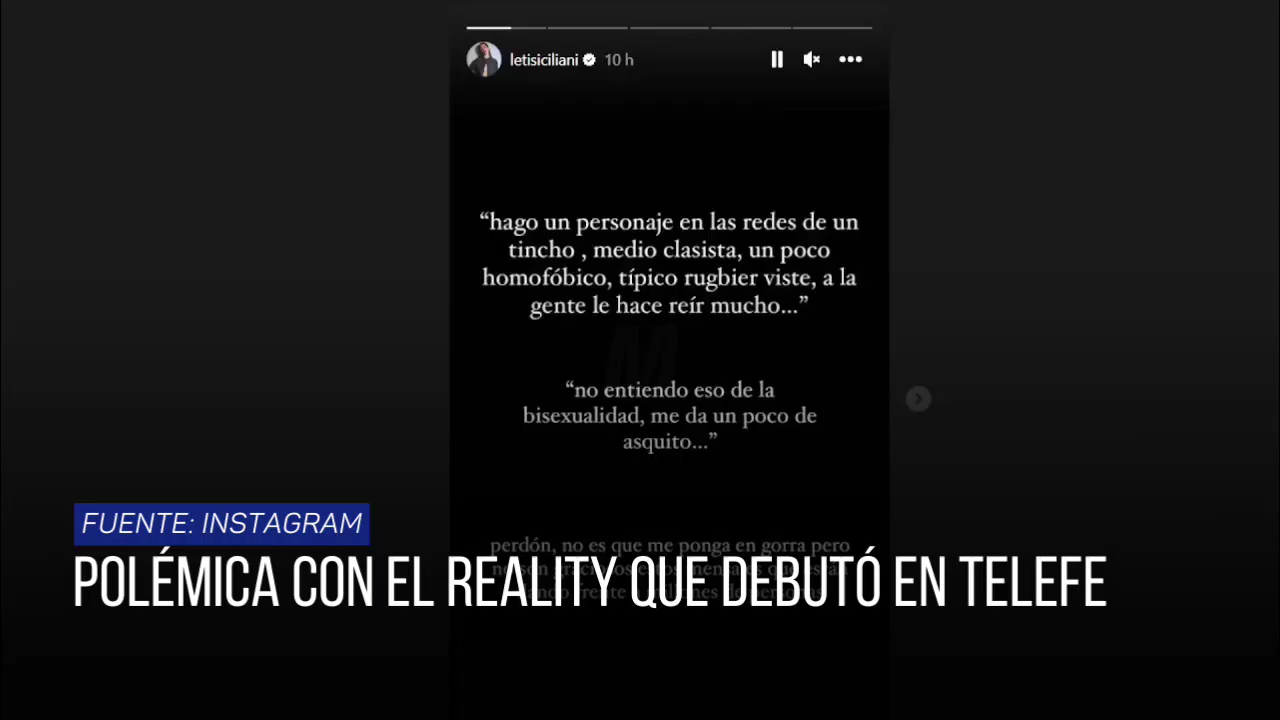 letisiciliani 10 h
“hago un personaje en las redes de un
tincho , medio clasista, un poco
homofóbico, típico rugbier viste, a la
gente le hace reír mucho...”
“no entiendo eso de la
bisexualidad, me da un poco de
asquito...”
FUENTE: INSTAGRAM
perdón, no es que me ponga en gorra pero
POLÉMICA CON EL REALITY QUE DEBUTÓ EN TELEFE